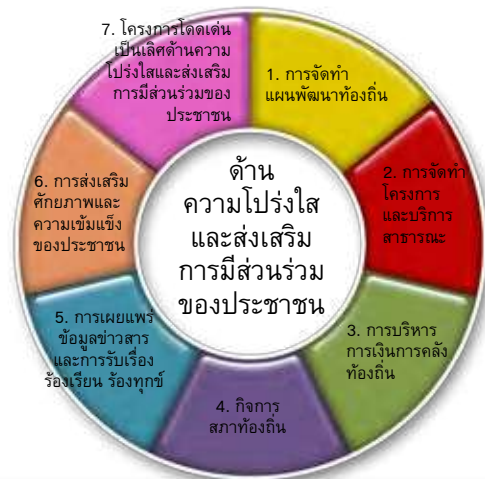 ด้าน
ความโปร่งใส
และส่งเสริม
การมีส่วนร่วม
ของประชาชน
1. การจัดทำ
แผนพัฒนาท้องถิ่น
2. การจัดทำ
โครงการ
และบริการ
สาธารณะ
3. การบริหาร
การเงินการคลัง
ท้องถิ่น
4. กิจการ
สภาท้องถิ่น
5. การเผยแพร่
ข้อมูลข่าวสาร
และการรับเรื่อง
ร้องเรียน ร้องทุกข์
6. การส่งเสริม
ศักยภาพและ
ความเข้มแข็ง
ของประชาชน
7. โครงการโดดเด่น
เป็นเลิศด้านความ
โปร่งใสและส่งเสริม
การมีส่วนร่วมของ
ประชาชน